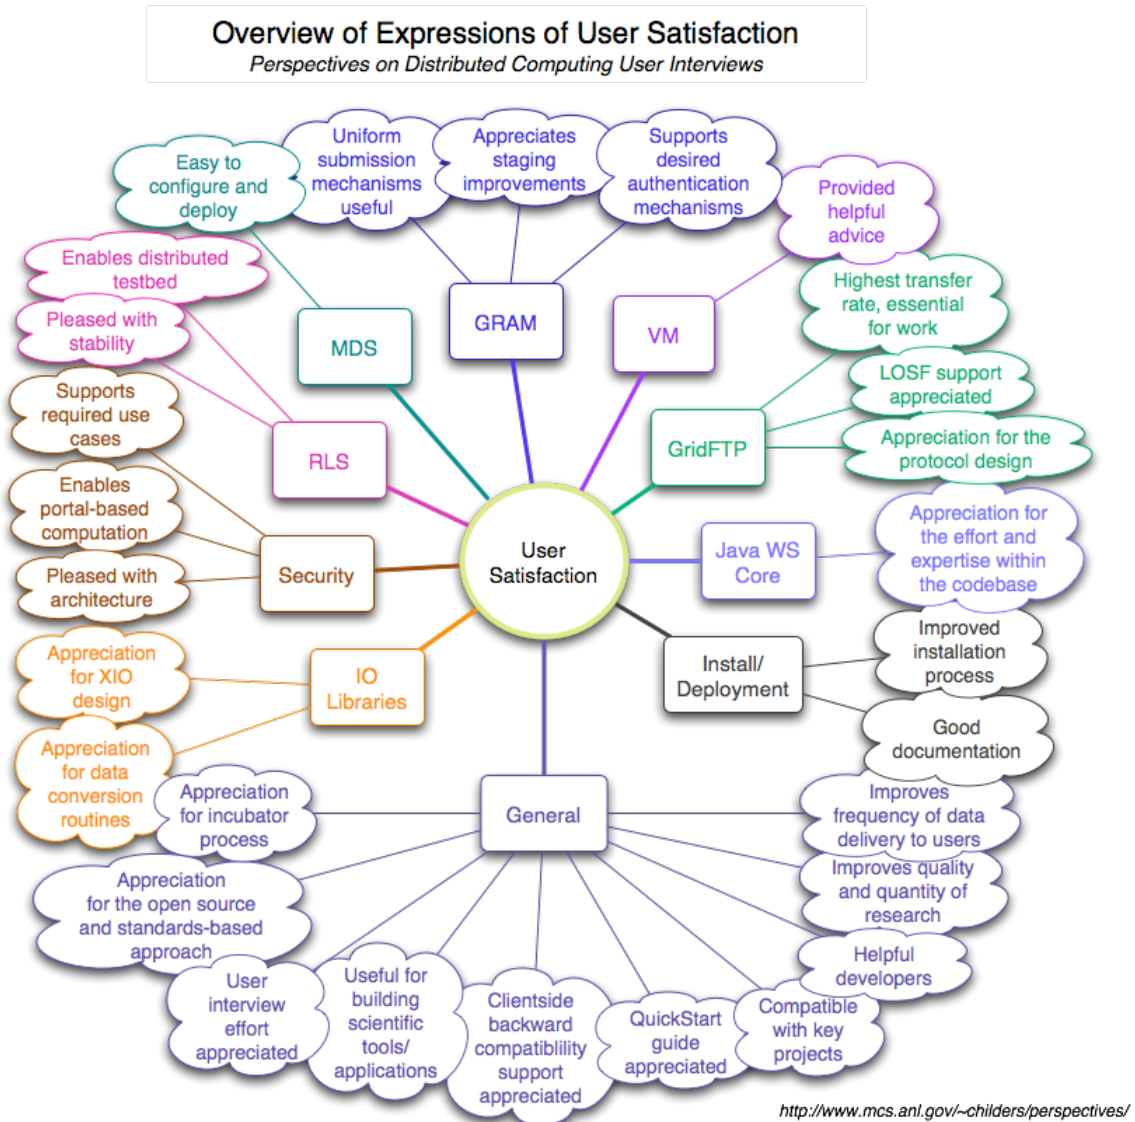 Overview of Expressions of User Satisfaction
Perspectives on Distributed Computing User Interviews
Easy to
configure and
deploy
Uniform
submission
mechanisms
useful
Appreciates
staging
improvements
Supports
desired
authentication
mechanisms
Provided
helpful
advice
Enables distributed
testbed
Pleased with
stability
Highest transfer
rate, essential
for work
MDS
GRAM
VM
LOSF support
appreciated
Supports
required use
cases
RLS
GridFTP
Appreciation for the
protocol design
Enables
portal-based
computation
Pleased with
architecture
Security
User
Satisfaction
Java WS
Core
Appreciation for
the effort and
expertise within
the codebase
Appreciation
for XIO
design
IO
Libraries
Install/
Deployment
Improved
installation
process
Good
documentation
Appreciation
for data
conversion
routines
Appreciation
for incubator
process
General
Improves
frequency of data
delivery to users
Improves quality
and quantity of
research
Appreciation
for the open source
and standards-based
approach
Helpful
developers
User
interview
effort
appreciated
Useful for
building
scientific
tools/
applications
Clientside
backward
compatiblility
support
appreciated
QuickStart
guide
appreciated
Compatible
with key
projects
http://www.mcs.anl.gov/~childers/perspectives/